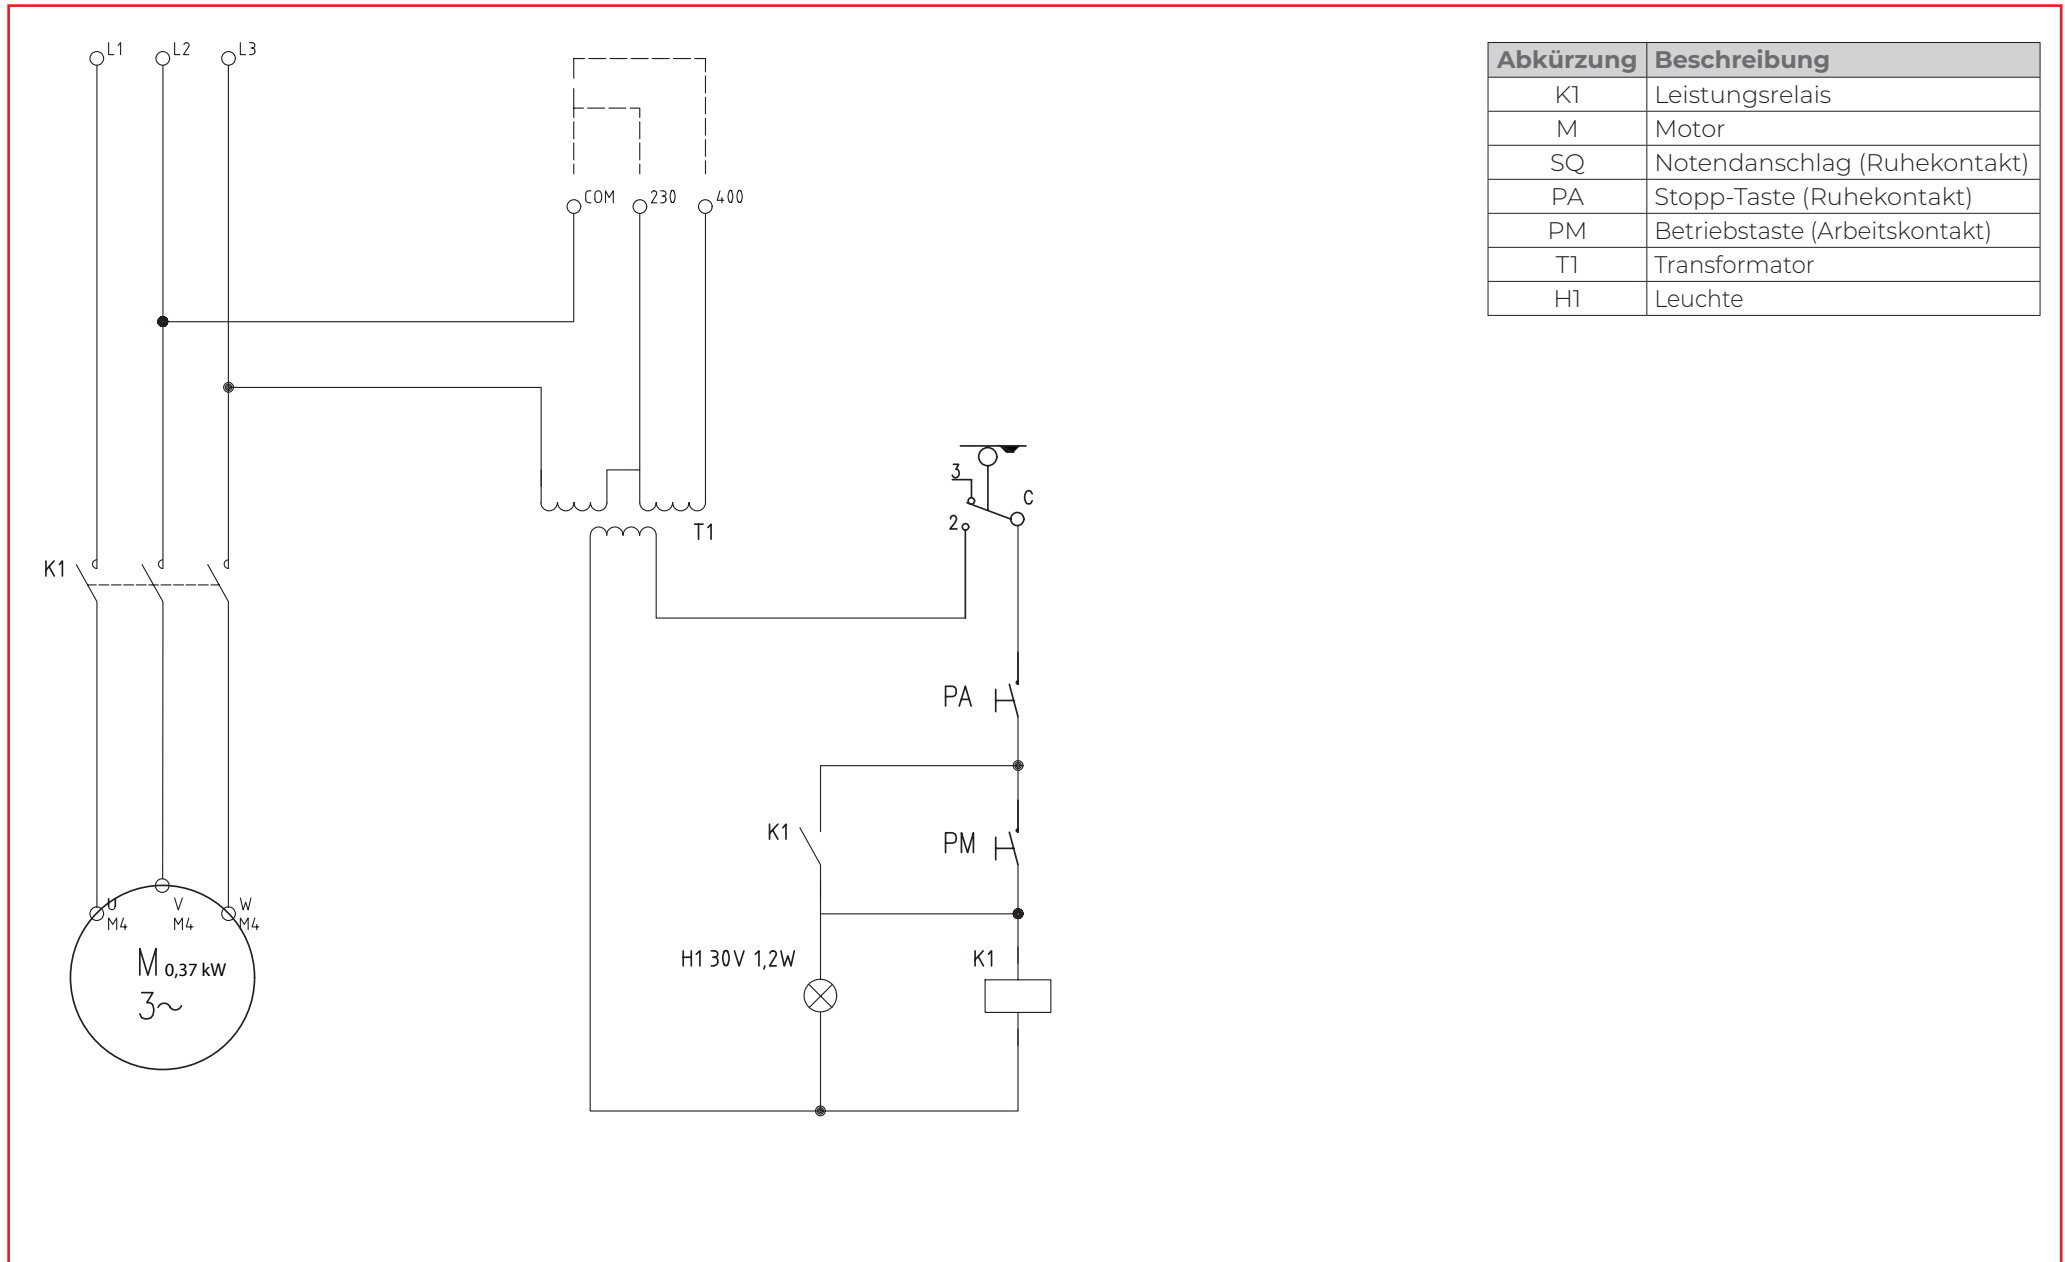 L1 L2 L3
COM 230 400
Abkürzung Beschreibung
K1 Leistungsrelais
M Motor
SQ Notendanschlag (Ruhekontakt)
PA Stopp-Taste (Ruhekontakt)
PM Betriebstaste (Arbeitskontakt)
T1 Transformator
H1 Leuchte
3
C
2
T1
K1
PA
K1
PM
U V W
M4 M4 M4
H1 30V 1,2W
K1
M 0,37 kW
3~